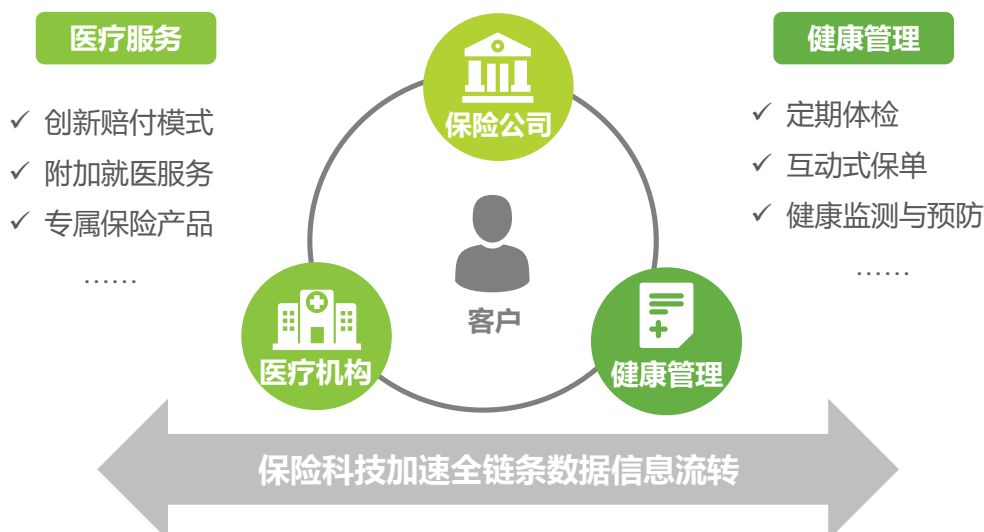 医疗服务
✓ 创新赔付模式
✓ 附加就医服务
✓ 专属保险产品
……
保险公司
客户
医疗机构
健康管理
健康管理
✓ 定期体检
✓ 互动式保单
✓ 健康监测与预防
……
保险科技加速全链条数据信息流转